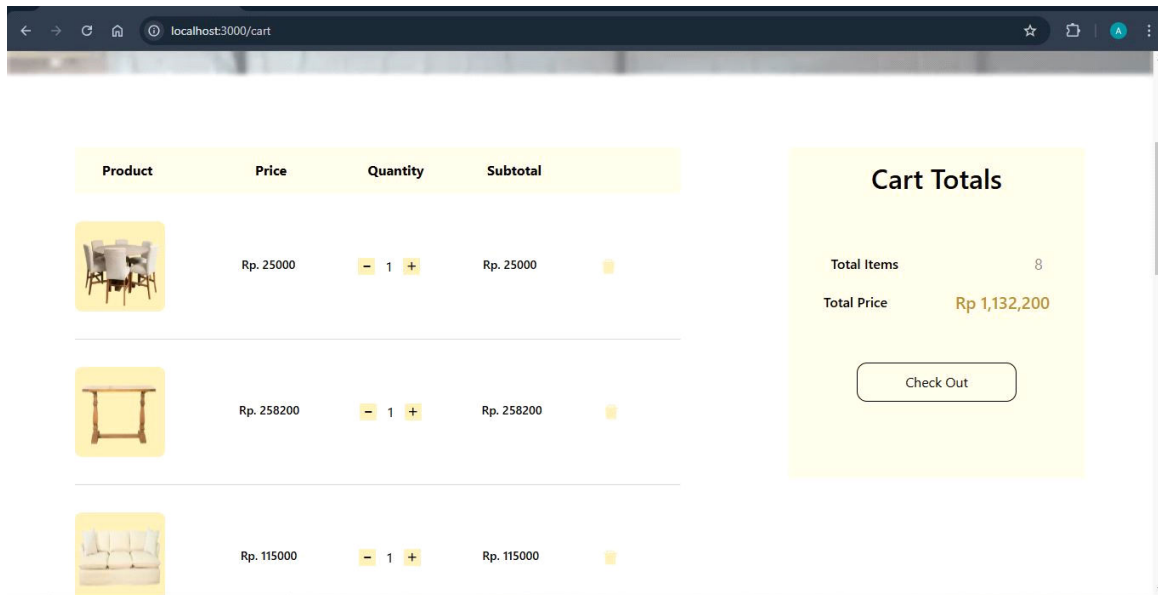 localhost:3000/cart
A
Product Price Quantity Subtotal
Rp. 25000 - 1 + Rp. 25000
Rp. 258200 - 1 + Rp. 258200
Rp. 115000 - 1 + Rp. 115000
Cart Totals
Total Items 8
Total Price Rp 1,132,200
Check Out